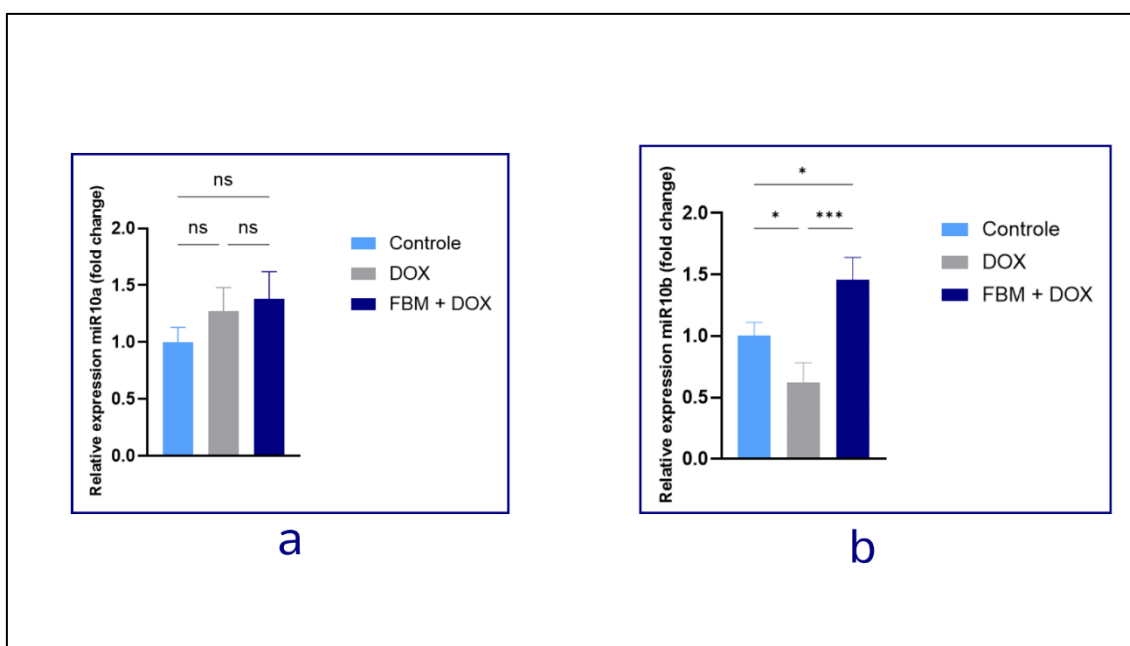 Relative expression miR10a (fold change)
ns
ns
ns
2.0
1.5
1.0
0.5
0.0
Controle
DOX
FBM + DOX
a
Relative expression miR10b (fold change)
*
*
***
2.0
1.5
1.0
0.5
0.0
Controle
DOX
FBM + DOX
b